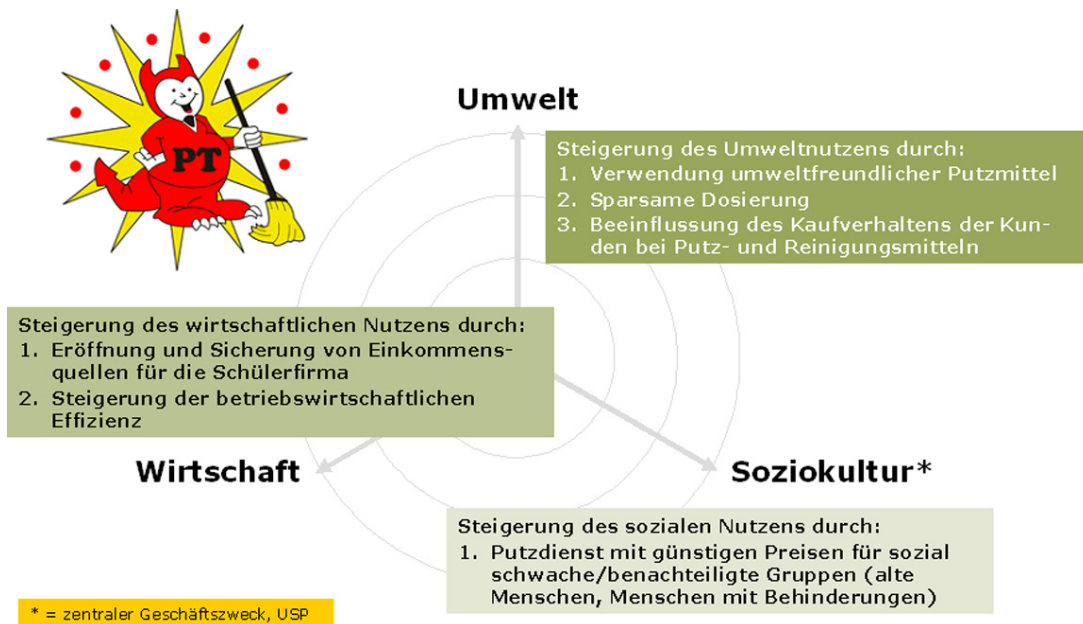 PT
Umwelt
Steigerung des Umweltnutzens durch:
1. Verwendung umweltfreundlicher Putzmittel
2. Sparsame Dosierung
3. Beeinflussung des Kaufverhaltens der Kun-
den bei Putz- und Reinigungsmitteln
Steigerung des wirtschaftlichen Nutzens durch:
1. Eröffnung und Sicherung von Einkommens-
quellen für die Schülerfirma
2. Steigerung der betriebswirtschaftlichen
Effizienz
Wirtschaft
Soziokultur*
Steigerung des sozialen Nutzens durch:
1. Putzdienst mit günstigen Preisen für sozial
schwache/benachteiligte Gruppen (alte
Menschen, Menschen mit Behinderungen)
* = zentraler Geschäftszweck, USP